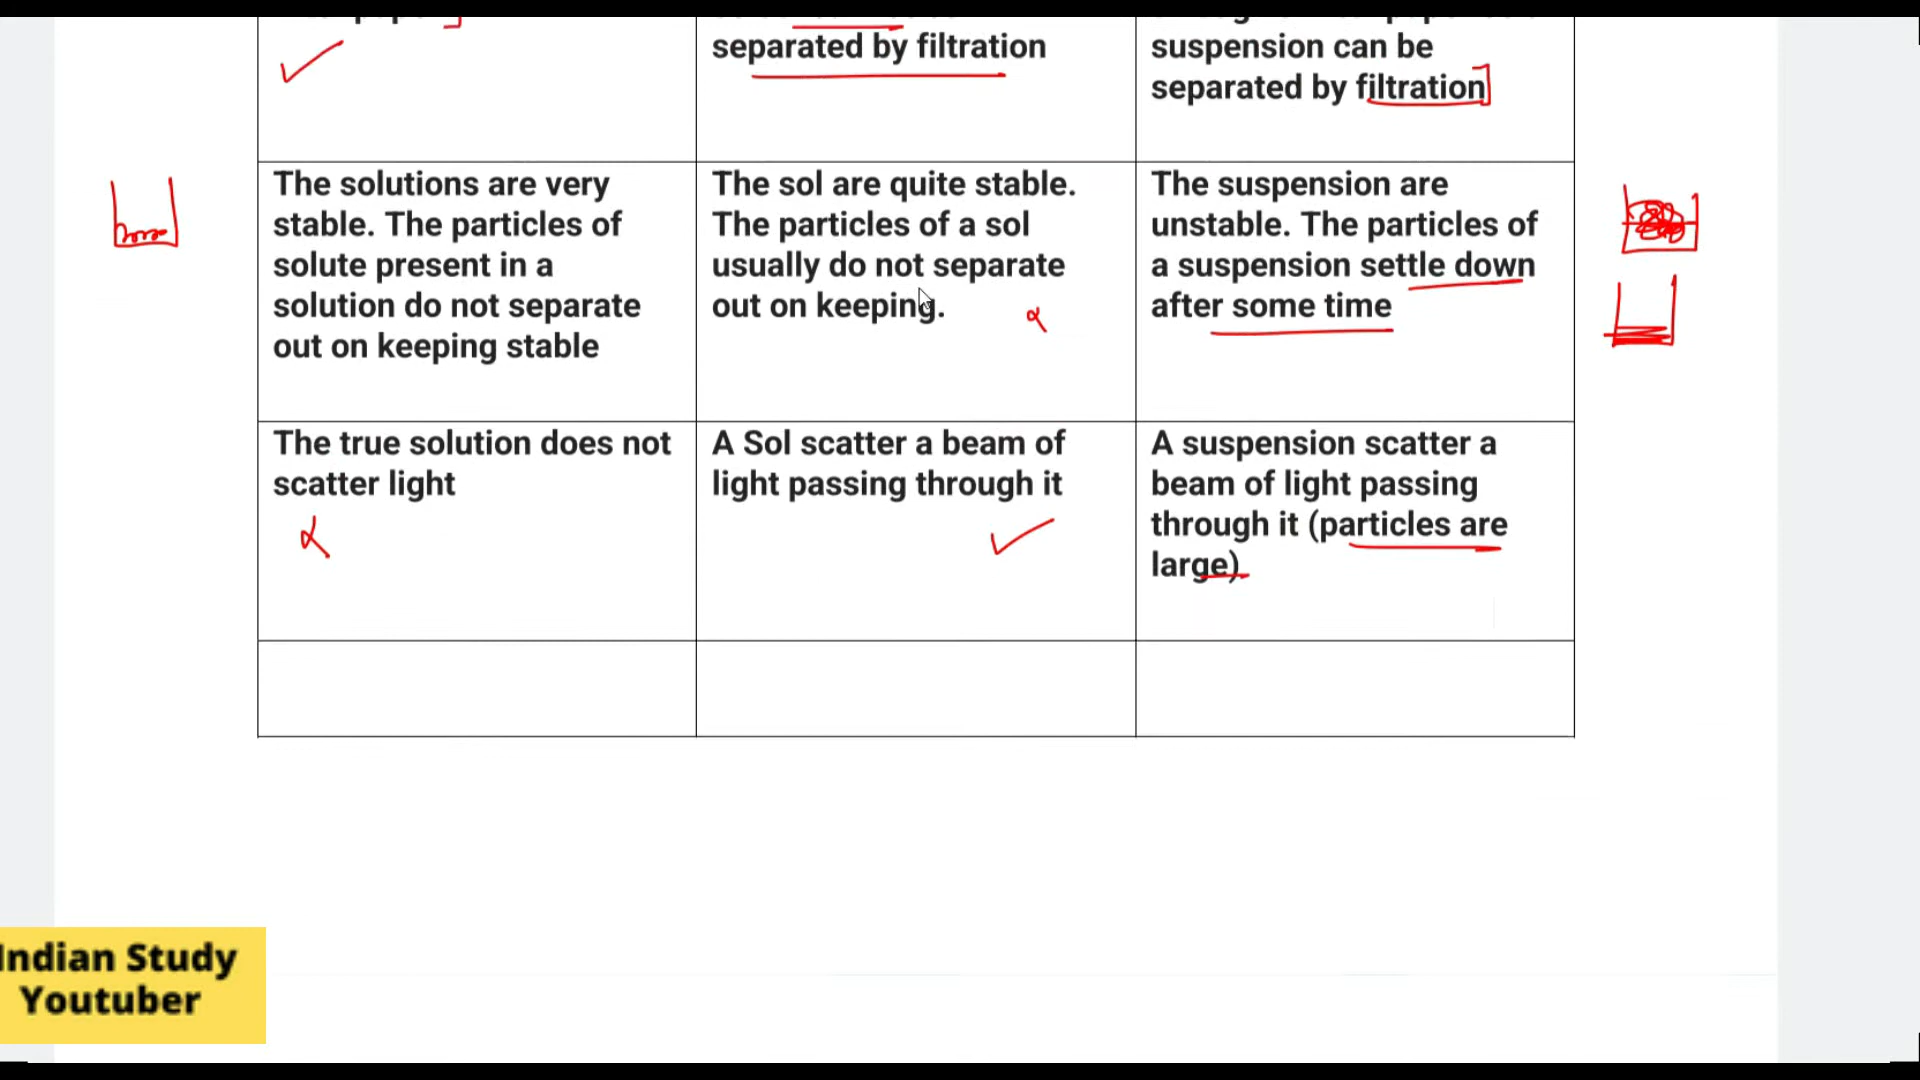 separated by filtration
suspension can be
separated by filtration
The solutions are very
stable. The particles of
solute present in a
solution do not separate
out on keeping stable
The sol are quite stable.
The particles of a sol
usually do not separate
out on keeping.
The suspension are
unstable. The particles of
a suspension settle down
after some time
The true solution does not
scatter light
A Sol scatter a beam of
light passing through it
A suspension scatter a
beam of light passing
through it (particles are
large)
Indian Study
Youtuber